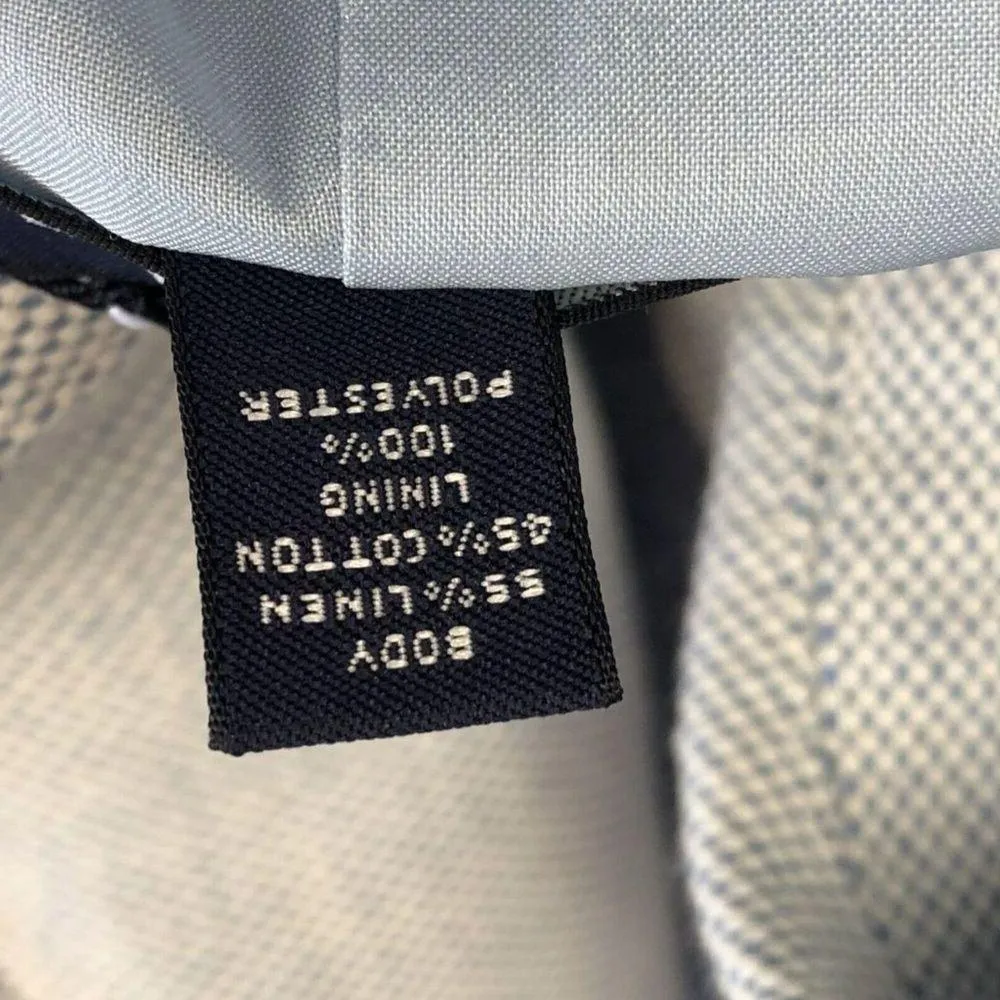 BODY
55% LINEN
45% COTTON
LINING
100%
POLYESTER